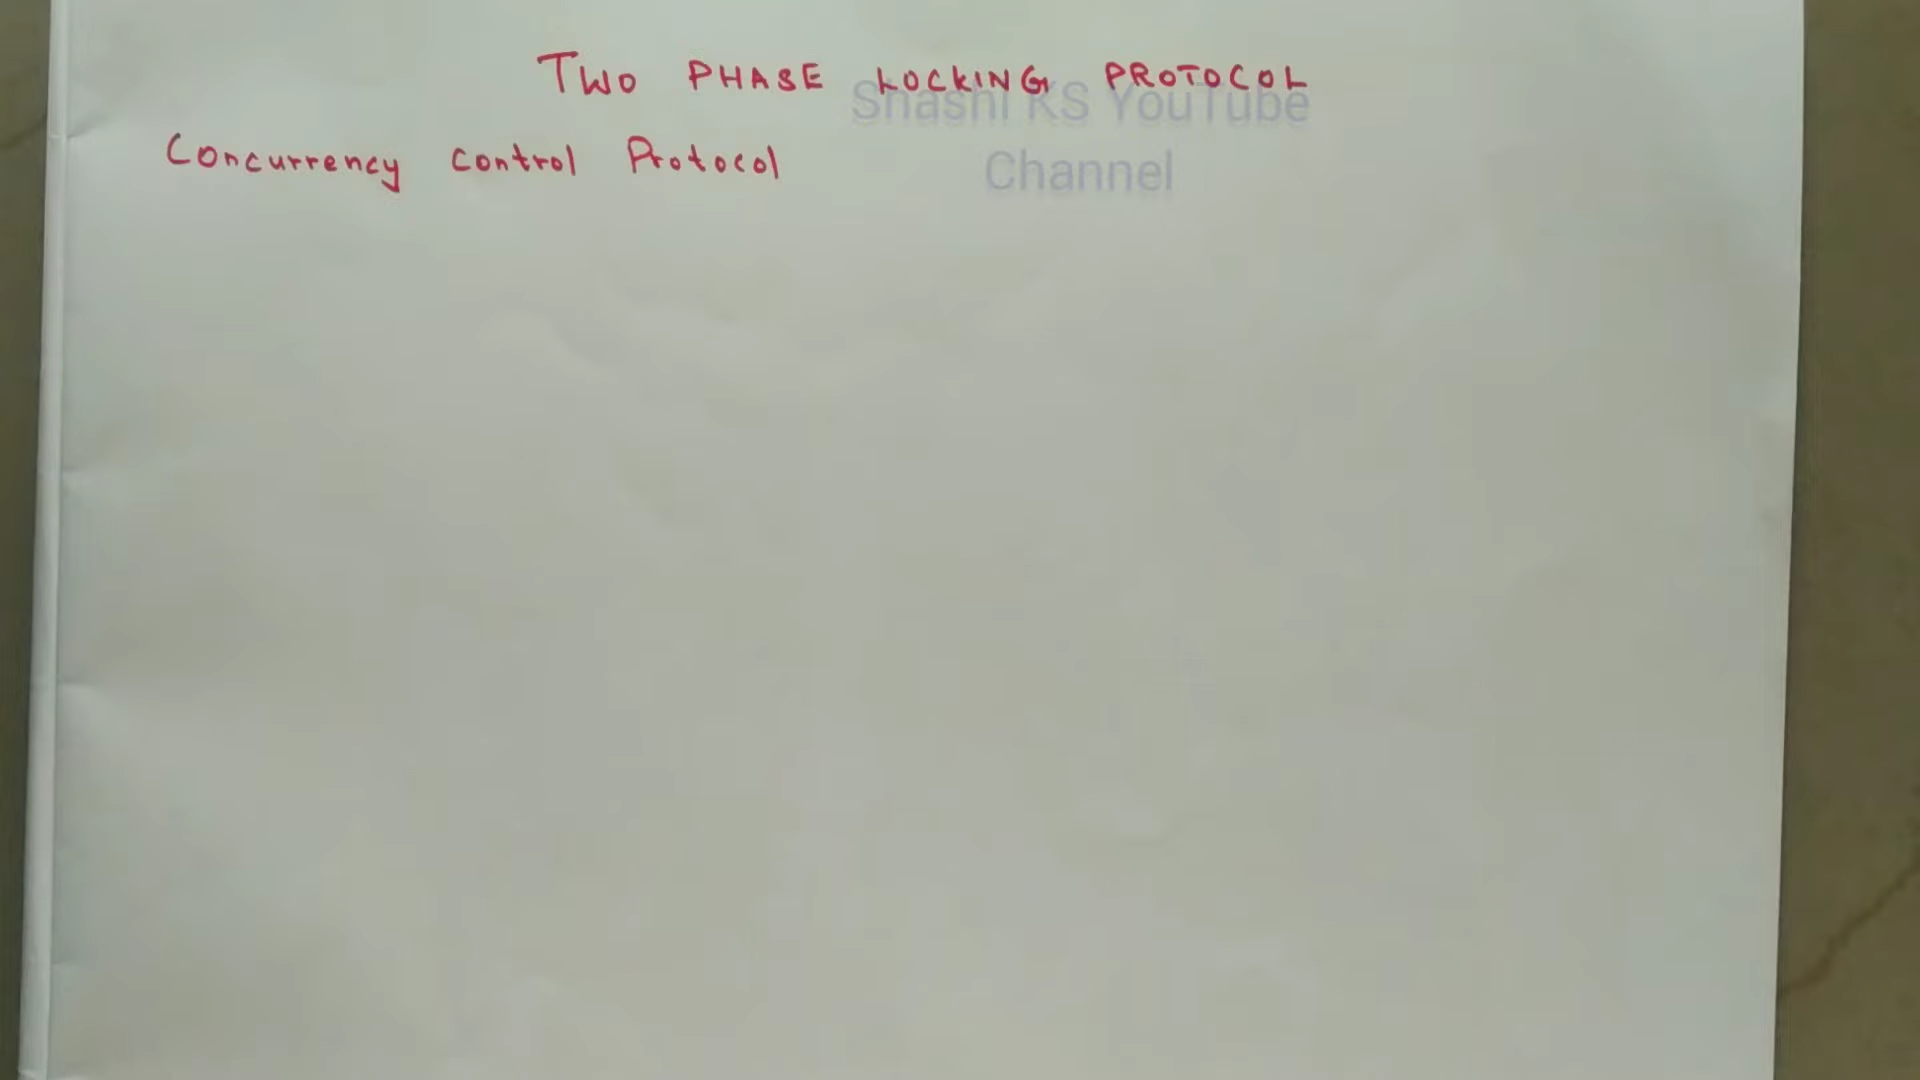 TWO PHASE LOCKING PROTOCOL
Shashi KS YouTube
Channel
Concurrency control Protocol